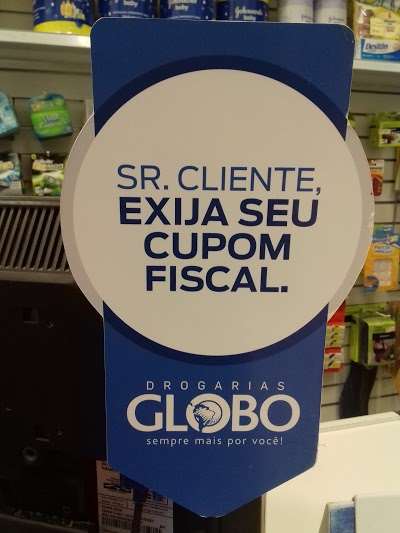 SR. CLIENTE,
EXIJA SEU
CUPOM
FISCAL.
DROGARIAS
GLOBO
sempre mais por você!